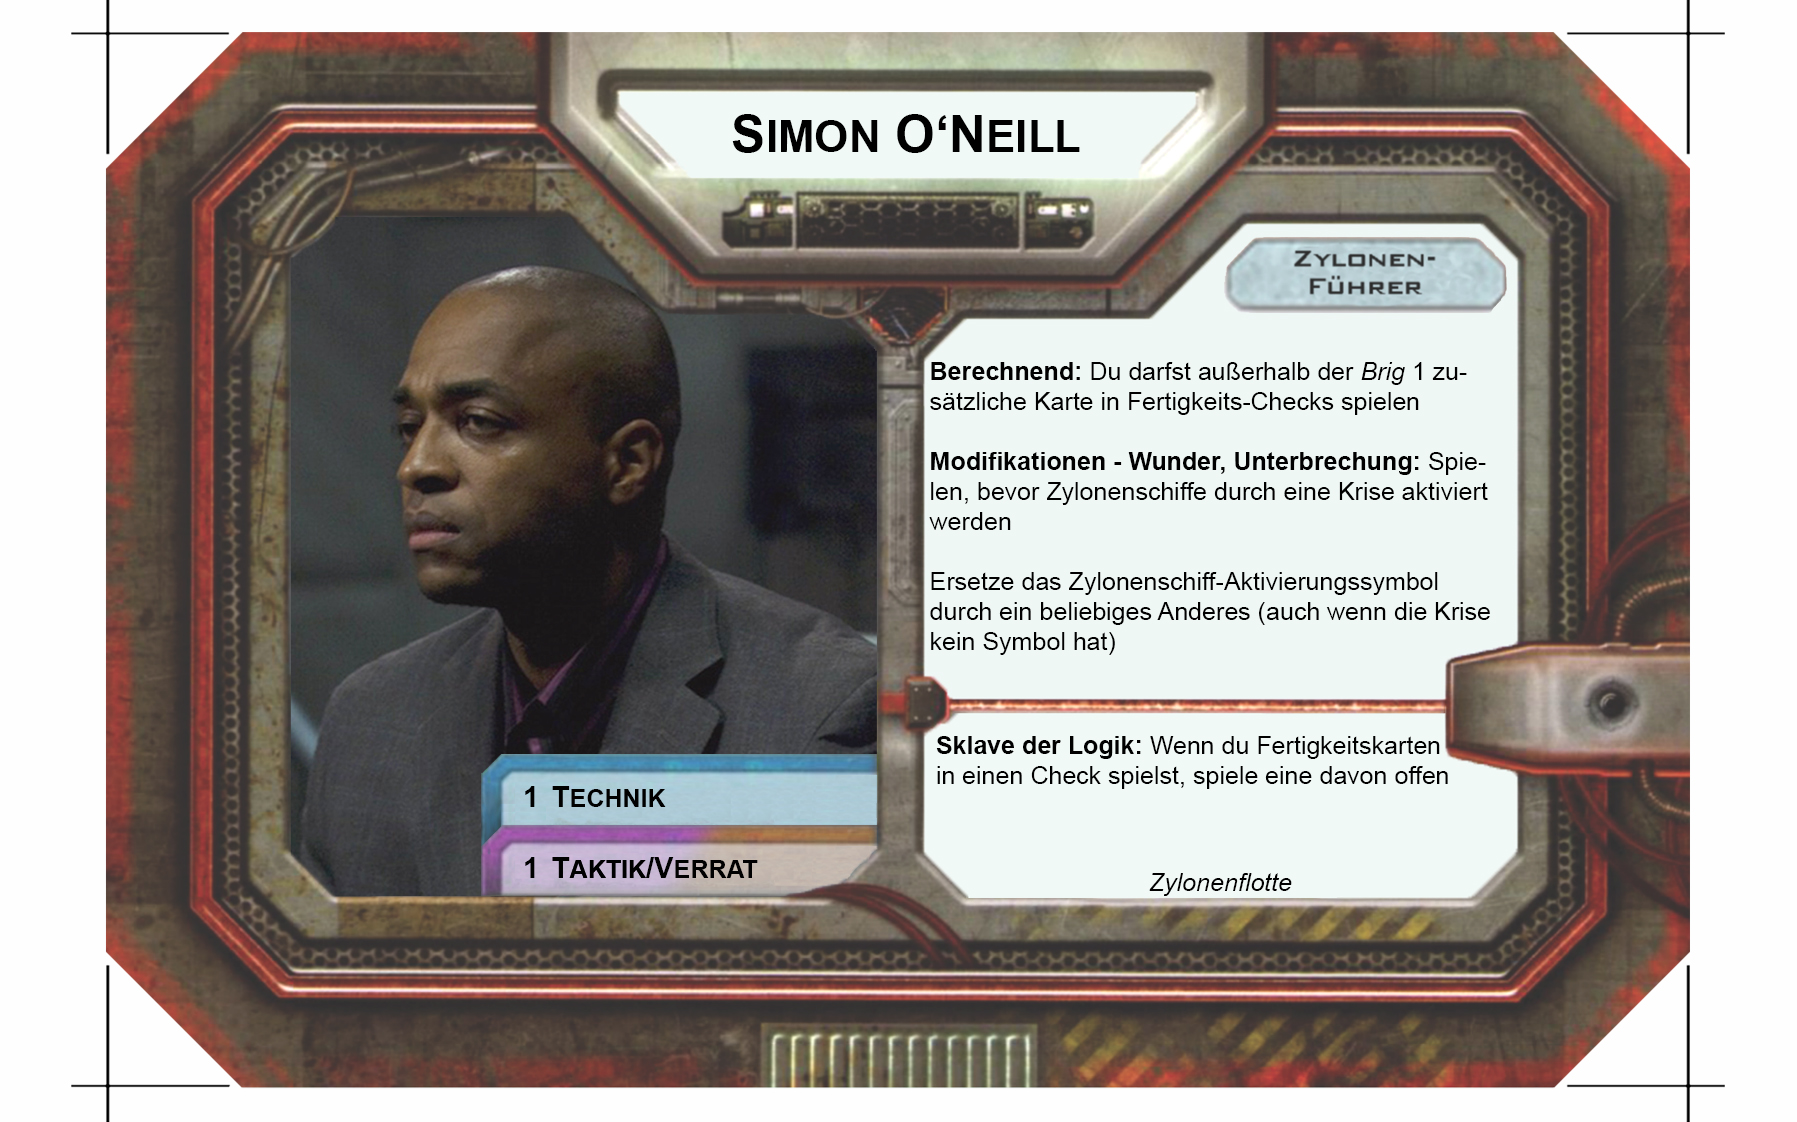 SIMON O‘NEILL
ZYLONEN-
FÜHRER
Berechnend: Du darfst außerhalb der Brig 1 zu-
sätzliche Karte in Fertigkeits-Checks spielen
Modifikationen - Wunder, Unterbrechung: Spie-
len, bevor Zylonenschiffe durch eine Krise aktiviert
werden
Ersetze das Zylonenschiff-Aktivierungssymbol
durch ein beliebiges Anderes (auch wenn die Krise
kein Symbol hat)
Sklave der Logik: Wenn du Fertigkeitskarten
in einen Check spielst, spiele eine davon offen
Zylonenflotte
1 TECHNIK
1 TAKTIK/VERRAT